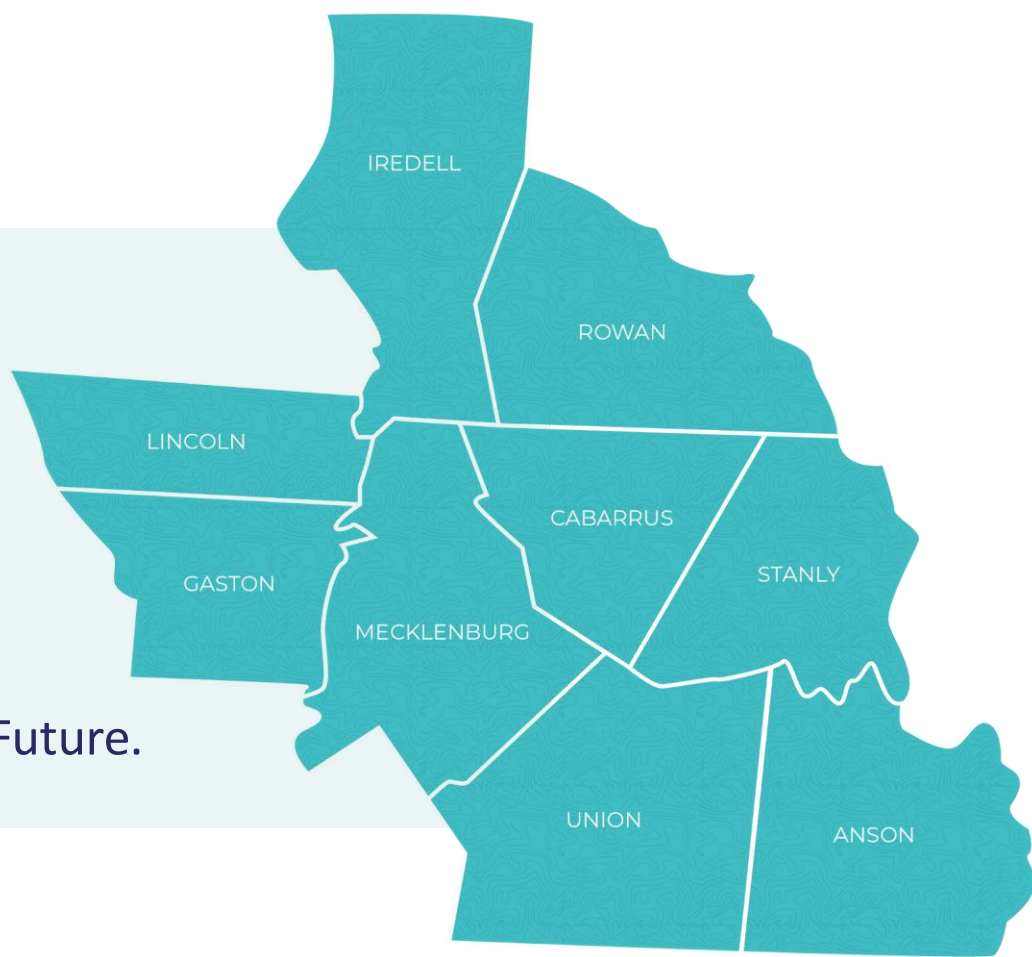 IREDELL
ROWAN
LINCOLN
CABARRUS
STANLY
GASTON
MECKLENBURG
Future.
UNION
ANSON